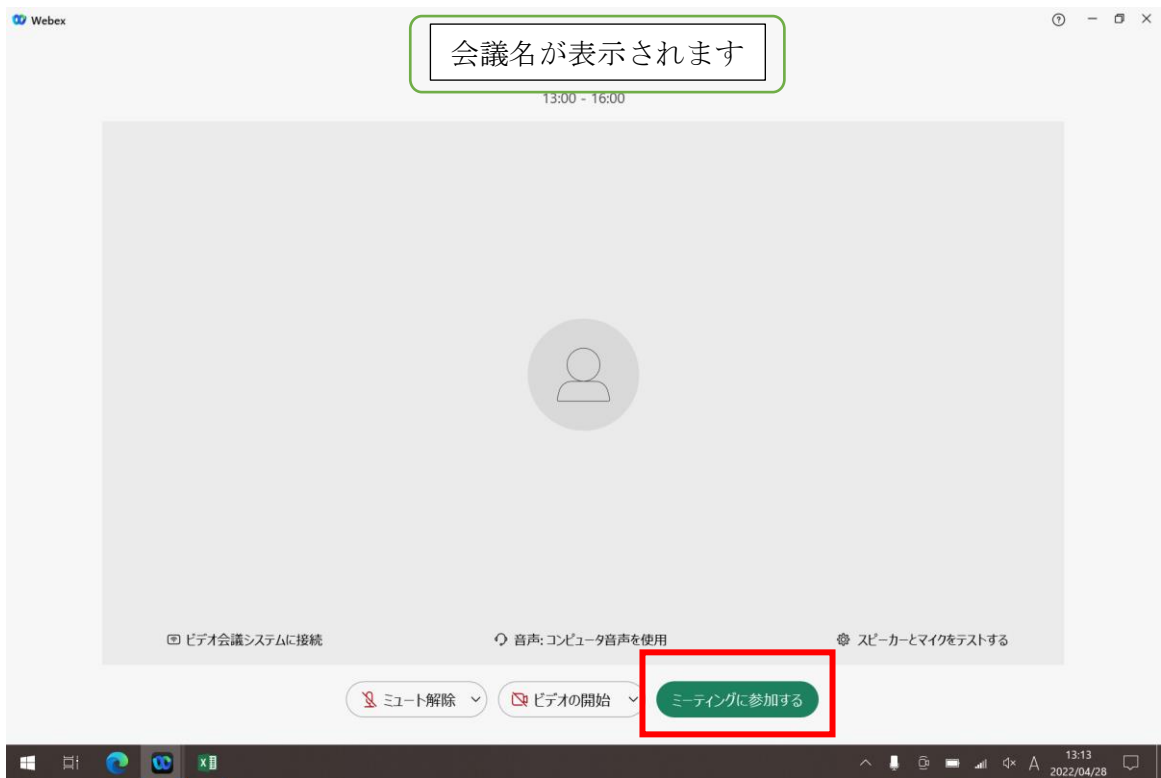 Webex
会議名が表示されます
13:00 - 16:00
ビデオ会議システムに接続
音声: コンピュータ音声を使用
スピーカーとマイクをテストする
ミュート解除
ビデオの開始
ミーティングに参加する
A
13:13
2022/04/28